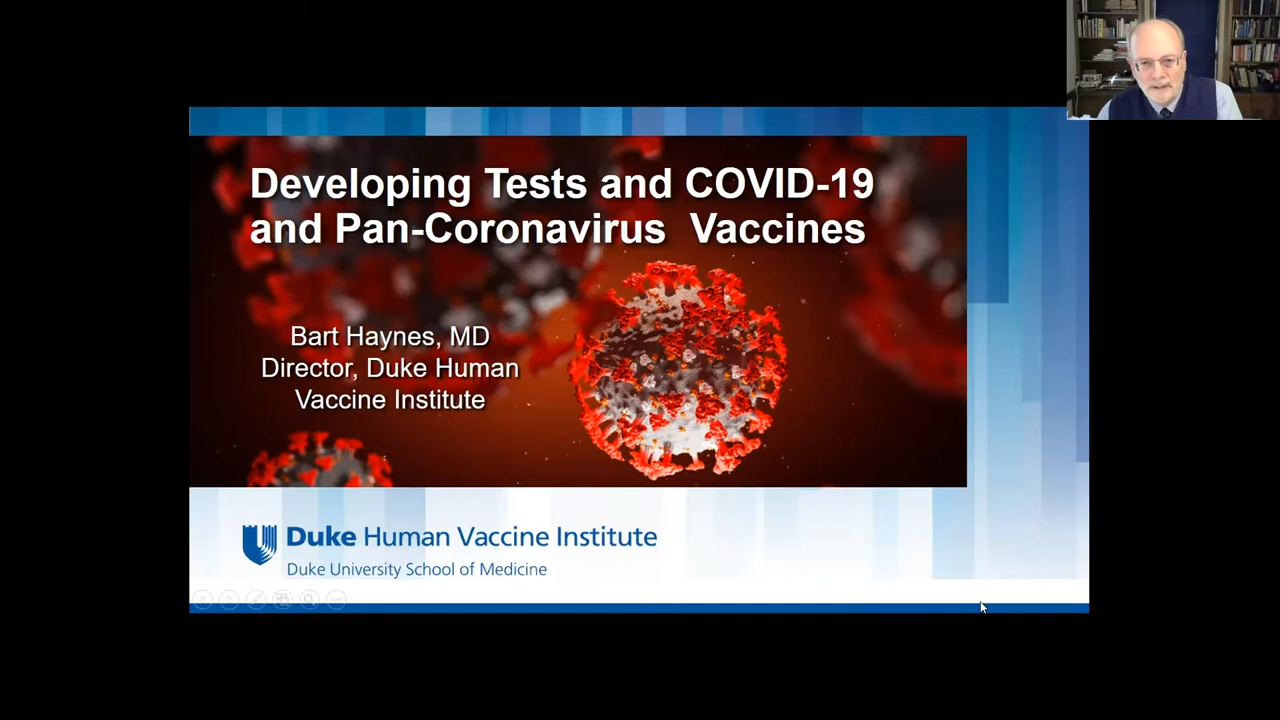 Developing Tests and COVID-19
and Pan-Coronavirus Vaccines
Bart Haynes, MD
Director, Duke Human
Vaccine Institute
Duke Human Vaccine Institute
Duke University School of Medicine